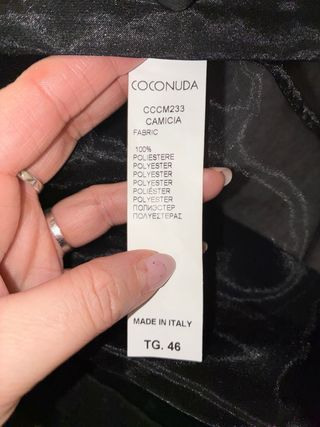 COCONUDA
CCCM233
CAMICIA
FABRIC
100%
POLIESTERE
POLYESTER
POLYESTER
POLYESTER
POLIÉSTER
POLYESTER
ПОЛИЭСТЕР
ΠΟΛΥΕΣΤΕΡΑΣ
MADE IN ITALY
TG. 46